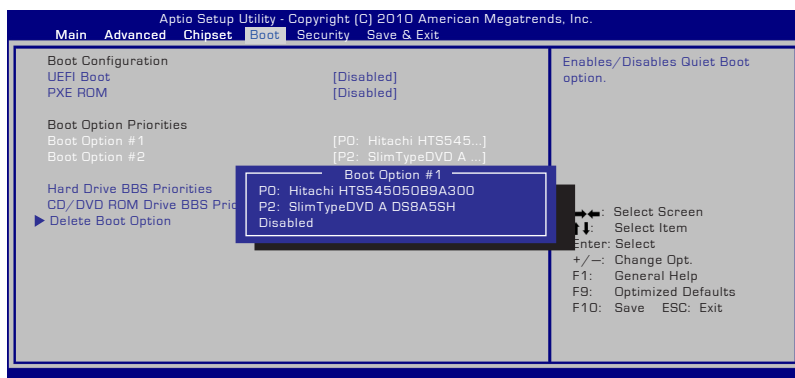 Aptio Setup Utility - Copyright (C) 2010 American Megatrends, Inc.
Main Advanced Chipset Boot Security Save & Exit
Boot Configuration
UEFI Boot [Disabled]
PXE ROM [Disabled]
Boot Option Priorities
Boot Option #1 [P0: Hitachi HTS545...]
Boot Option #2 [P2: SlimTypeDVD A ...]
Hard Drive BBS Priorities
CD/DVD ROM Drive BBS Prio
Delete Boot Option
Boot Option #1
P0: Hitachi HTS545050B9A300
P2: SlimTypeDVD A DS8A5SH
Disabled
Enables/Disables Quiet Boot
option.
→←: Select Screen
↑↓: Select Item
Enter: Select
+/—: Change Opt.
F1: General Help
F9: Optimized Defaults
F10: Save ESC: Exit